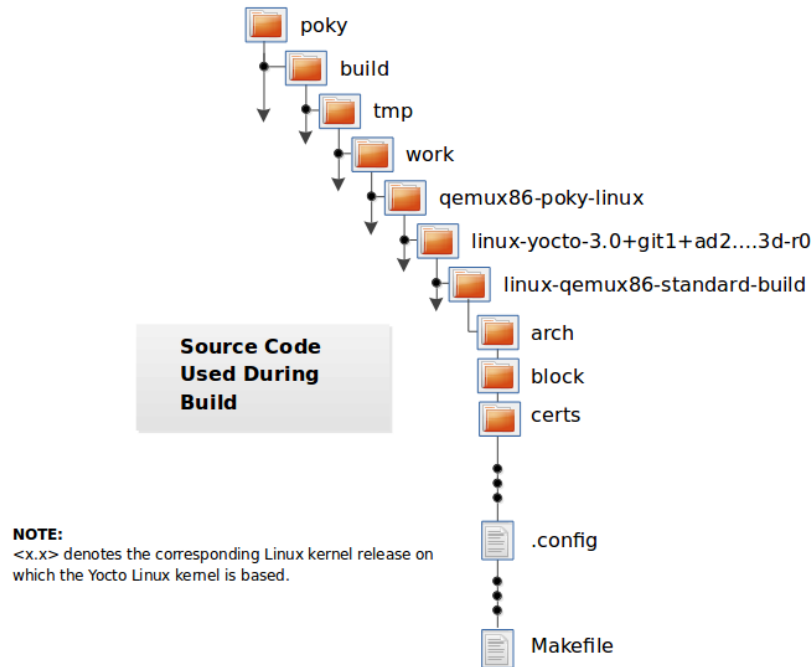 poky
build
tmp
work
qemux86-poky-linux
linux-yocto-3.0+git1+ad2....3d-r0
linux-qemux86-standard-build
arch
block
certs
Source Code
Used During
Build
.config
NOTE:
<x.x> denotes the corresponding Linux kernel release on
which the Yocto Linux kernel is based.
Makefile